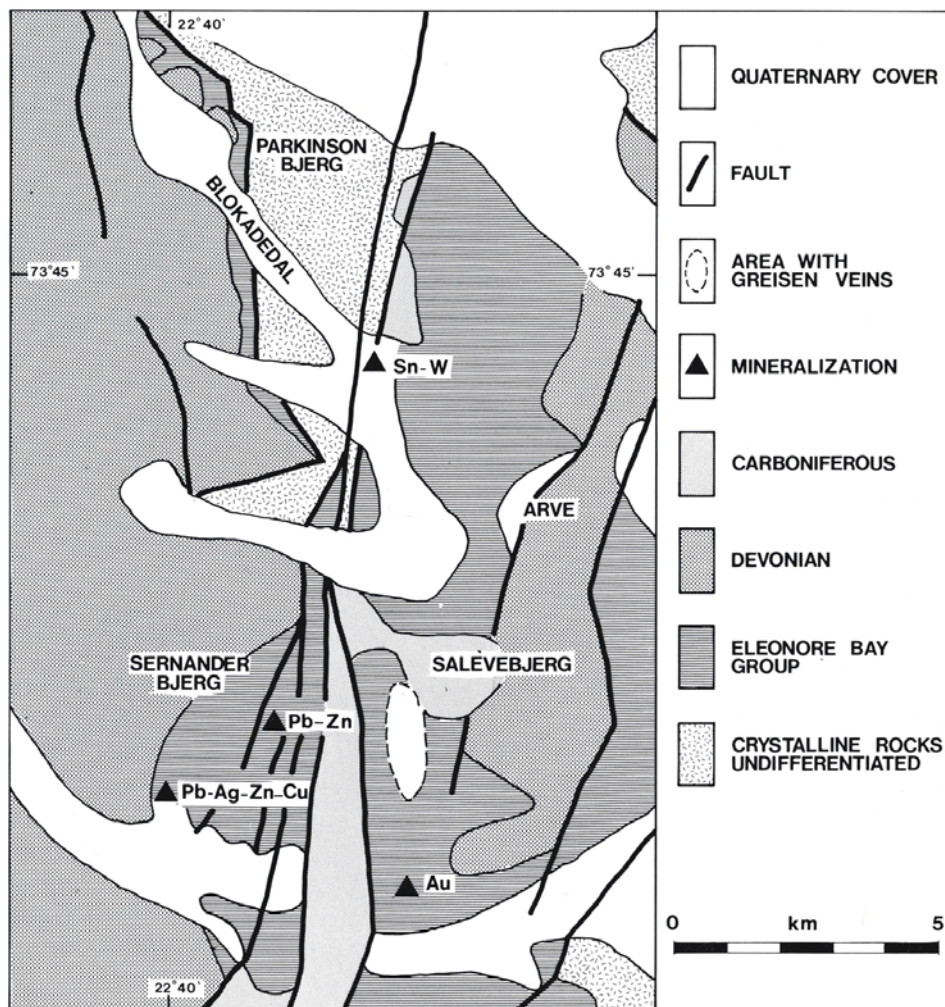 22°40'
PARKINSON
BJERG
BLOKADEDAL
73°45'
73°45'
Sn-W
ARVE
SERNANDER
BJERG
SALEVEBJERG
Pb-Zn
Pb-Ag-Zn-Cu
Au
22°40'
QUATERNARY COVER
FAULT
AREA WITH
GREISEN VEINS
MINERALIZATION
CARBONIFEROUS
DEVONIAN
ELEONORE BAY
GROUP
CRYSTALLINE ROCKS
UNDIFFERENTIATED
0 km 5